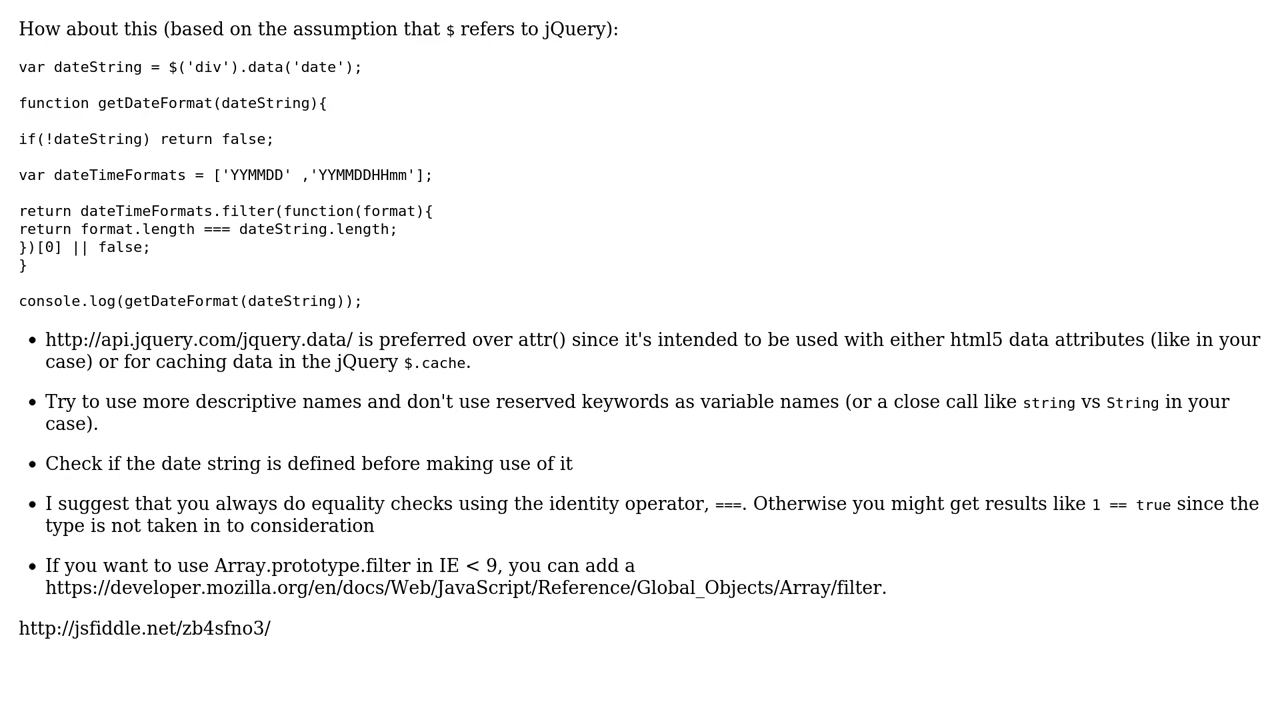 How about this (based on the assumption that $ refers to jQuery):
var dateString = $('div').data('date');
function getDateFormat(dateString){
if(!dateString) return false;
var dateTimeFormats = ['YYMMDD' ,'YYMMDDHHmm'];
return dateTimeFormats.filter(function(format){
return format.length === dateString.length;
})[0] || false;
}
console.log(getDateFormat(dateString));
• http://api.jquery.com/jquery.data/ is preferred over attr() since it's intended to be used with either html5 data attributes (like in your
case) or for caching data in the jQuery $.cache.
• Try to use more descriptive names and don't use reserved keywords as variable names (or a close call like string vs String in your
case).
• Check if the date string is defined before making use of it
• I suggest that you always do equality checks using the identity operator, ===. Otherwise you might get results like 1 == true since the
type is not taken in to consideration
• If you want to use Array.prototype.filter in IE < 9, you can add a
https://developer.mozilla.org/en/docs/Web/JavaScript/Reference/Global_Objects/Array/filter.
http://jsfiddle.net/zb4sfno3/